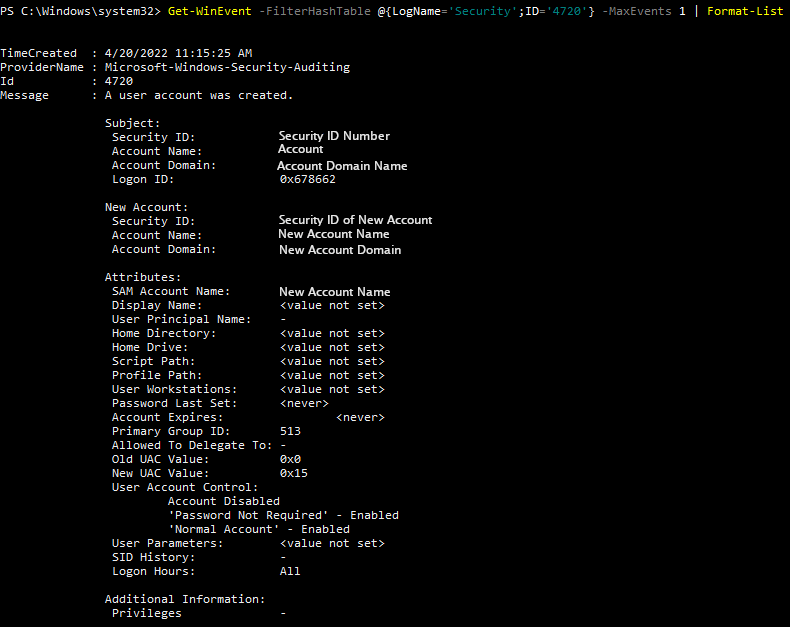 PS C:\Windows\system32> Get-WinEvent -FilterHashTable @{LogName='Security';ID='4720'} -MaxEvents 1 | Format-List
TimeCreated  : 4/20/2022 11:15:25 AM
ProviderName : Microsoft-Windows-Security-Auditing
Id           : 4720
Message      : A user account was created.
Subject:
Security ID: Security ID Number
Account Name: Account
Account Domain: Account Domain Name
Logon ID: 0x678662
New Account:
Security ID: Security ID of New Account
Account Name: New Account Name
Account Domain: New Account Domain
Attributes:
SAM Account Name: New Account Name
Display Name: <value not set>
User Principal Name: -
Home Directory: <value not set>
Home Drive: <value not set>
Script Path: <value not set>
Profile Path: <value not set>
User Workstations: <value not set>
Password Last Set: <never>
Account Expires: <never>
Primary Group ID: 513
Allowed To Delegate To: -
Old UAC Value: 0x0
New UAC Value: 0x15
User Account Control:
Account Disabled
'Password Not Required' - Enabled
'Normal Account' - Enabled
User Parameters: <value not set>
SID History: -
Logon Hours: All
Additional Information:
Privileges -